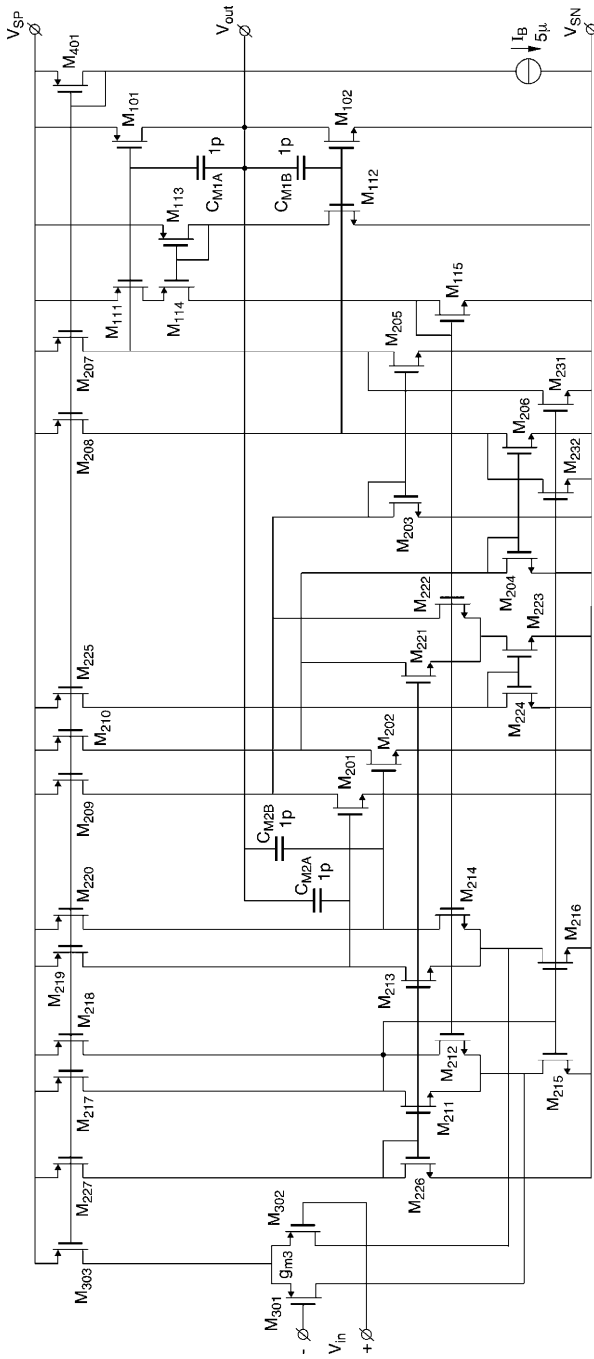 V_SP
V_out
V_SN
M_401
I_B
5µ
M_101
M_102
1p
C_M1A
1p
C_M1B
M_113
M_112
M_111
M_114
M_115
M_205
M_207
M_231
M_206
M_208
M_232
M_203
M_204
M_222
M_223
M_221
M_225
M_224
M_210
M_202
M_209
M_201
C_M2B
1p
C_M2A
1p
M_220
M_214
M_216
M_219
M_213
M_218
M_212
M_217
M_215
M_211
M_227
M_226
M_302
M_303
g_m3
M_301
-
V_in
+